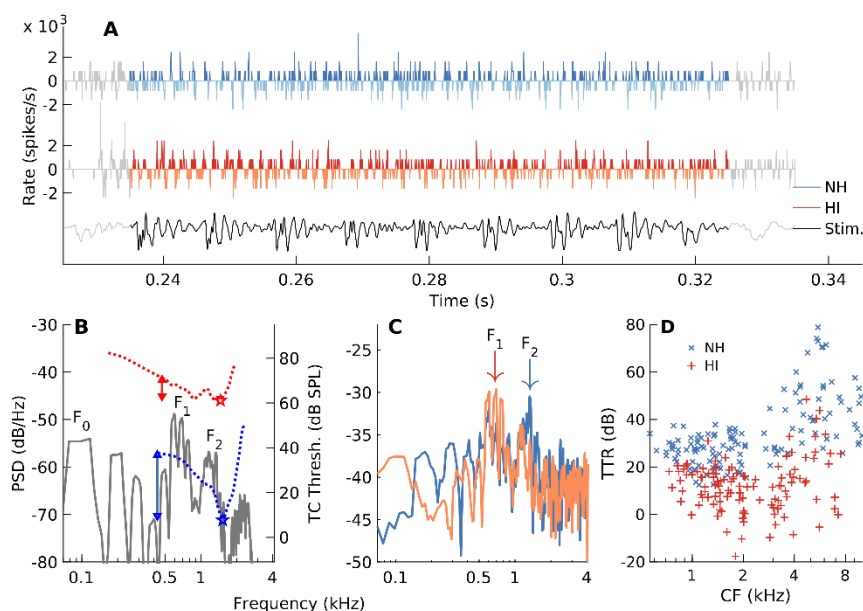 x 10³
A
2
0
-2
2
0
-2
Rate (spikes/s)
NH
HI
Stim.
0.24 0.26 0.28 0.3 0.32 0.34
Time (s)
B
-30
-40
-50
-60
-70
-80
PSD (dB/Hz)
F₀
F₁
F₂
80
60
40
20
0
TC Thresh. (dB SPL)
0.1 0.5 1 4
C
-25
-30
-35
-40
-45
-50
F₁
F₂
0.1 0.5 1 4
Frequency (kHz)
D
80
60
40
20
0
-20
TTR (dB)
NH
HI
1 2 4 8
CF (kHz)